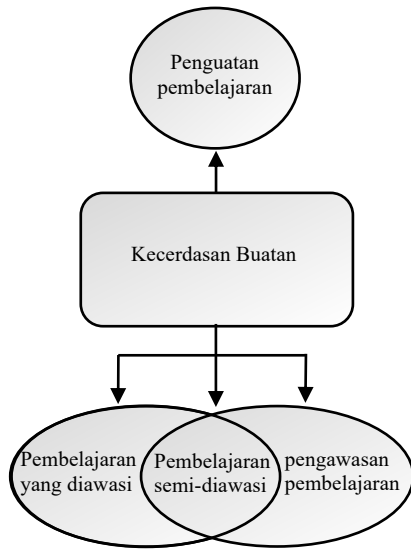 Penguatan
pembelajaran
Kecerdasan Buatan
Pembelajaran
yang diawasi
Pembelajaran
semi-diawasi
pengawasan
pembelajaran